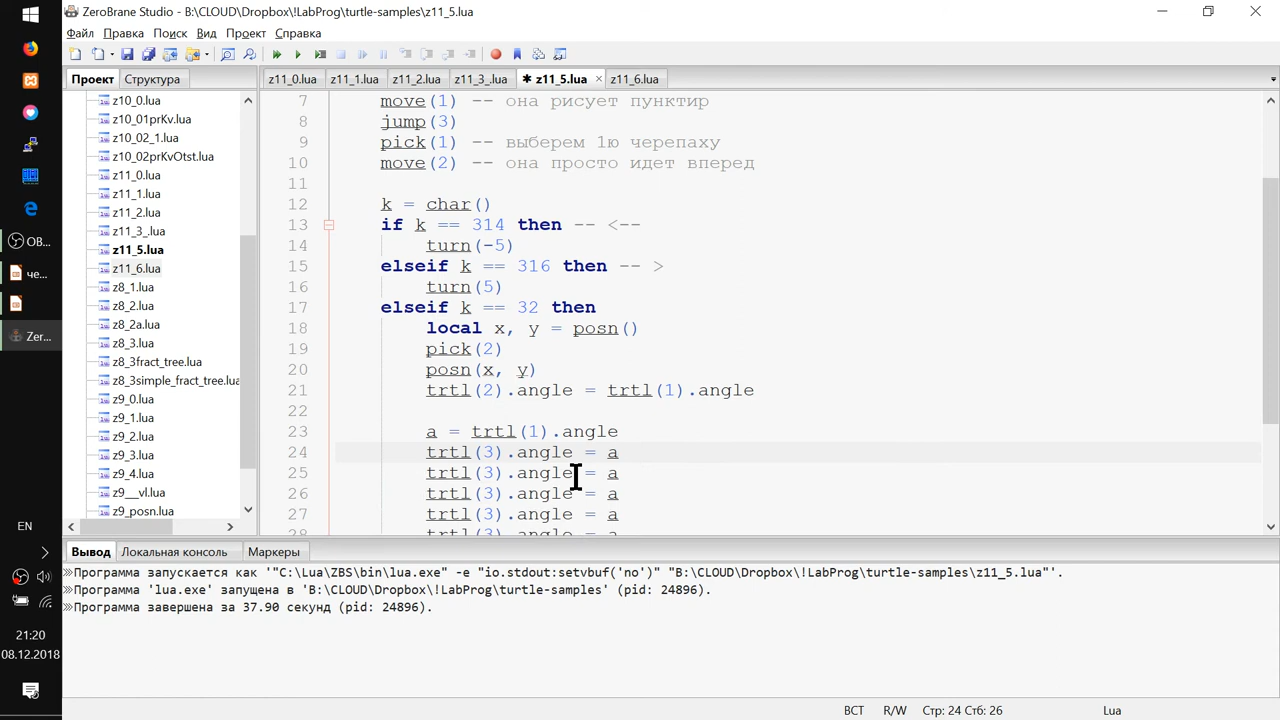 ZeroBrane Studio - B:\CLOUD\Dropbox\!LabProg\turtle-samples\z11_5.lua
Файл Правка Поиск Вид Проект Справка
Проект Структура
z11_0.lua z11_1.lua z11_2.lua z11_3_.lua ✱ z11_5.lua × z11_6.lua
z10_0.lua
z10_01prKv.lua
z10_02_1.lua
z10_02prKvOtst.lua
z11_0.lua
z11_1.lua
z11_2.lua
z11_3_.lua
z11_5.lua
z11_6.lua
z8_1.lua
z8_2.lua
z8_2a.lua
z8_3.lua
z8_3fract_tree.lua
z8_3simple_fract_tree.lua
z9_0.lua
z9_1.lua
z9_2.lua
z9_3.lua
z9_4.lua
z9__vl.lua
z9_posn.lua
7 move(1) -- она рисует пунктир
8 jump(3)
9 pick(1) -- выберем 1ю черепаху
10 move(2) -- она просто идет вперед
11
12 k = char()
13 if k == 314 then -- <--
14 turn(-5)
15 elseif k == 316 then -- >
16 turn(5)
17 elseif k == 32 then
18 local x, y = posn()
19 pick(2)
20 posn(x, y)
21 trtl(2).angle = trtl(1).angle
22
23 a = trtl(1).angle
24 trtl(3).angle = a
25 trtl(3).angle = a
26 trtl(3).angle = a
27 trtl(3).angle = a
28 trtl(3).angle = a
Вывод Локальная консоль Маркеры
Программа запускается как '"C:\Lua\ZBS\bin\lua.exe" -e "io.stdout:setvbuf('no')" "B:\CLOUD\Dropbox\!LabProg\turtle-samples\z11_5.lua"'.
Программа 'lua.exe' запущена в 'B:\CLOUD\Dropbox\!LabProg\turtle-samples' (pid: 24896).
Программа завершена за 37.90 секунд (pid: 24896).
ВСТ R/W Стр: 24 Стб: 26 Lua
OB...
че...
Zer...
EN
21:20
08.12.2018